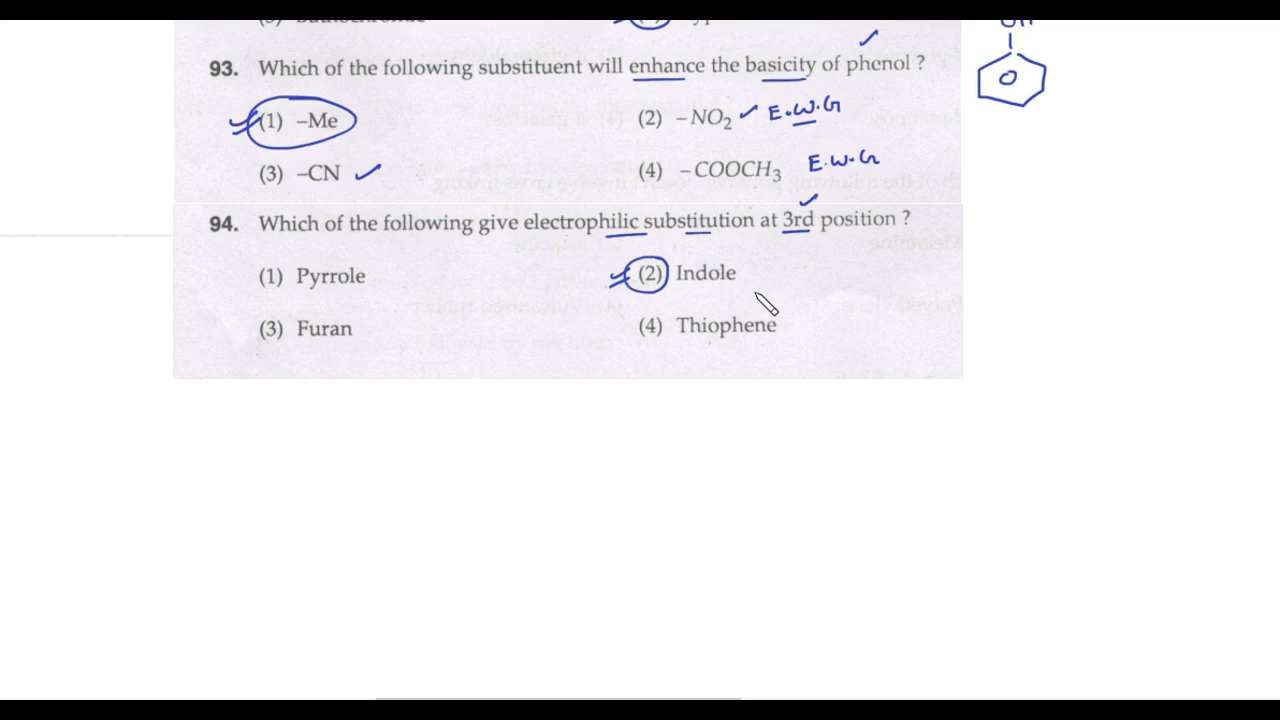 OH
93. Which of the following substituent will enhance the basicity of phenol ?
(1) –Me (2) –NO2 E.W.G
(3) –CN (4) –COOCH3 E.W.G
94. Which of the following give electrophilic substitution at 3rd position ?
(1) Pyrrole (2) Indole
(3) Furan (4) Thiophene